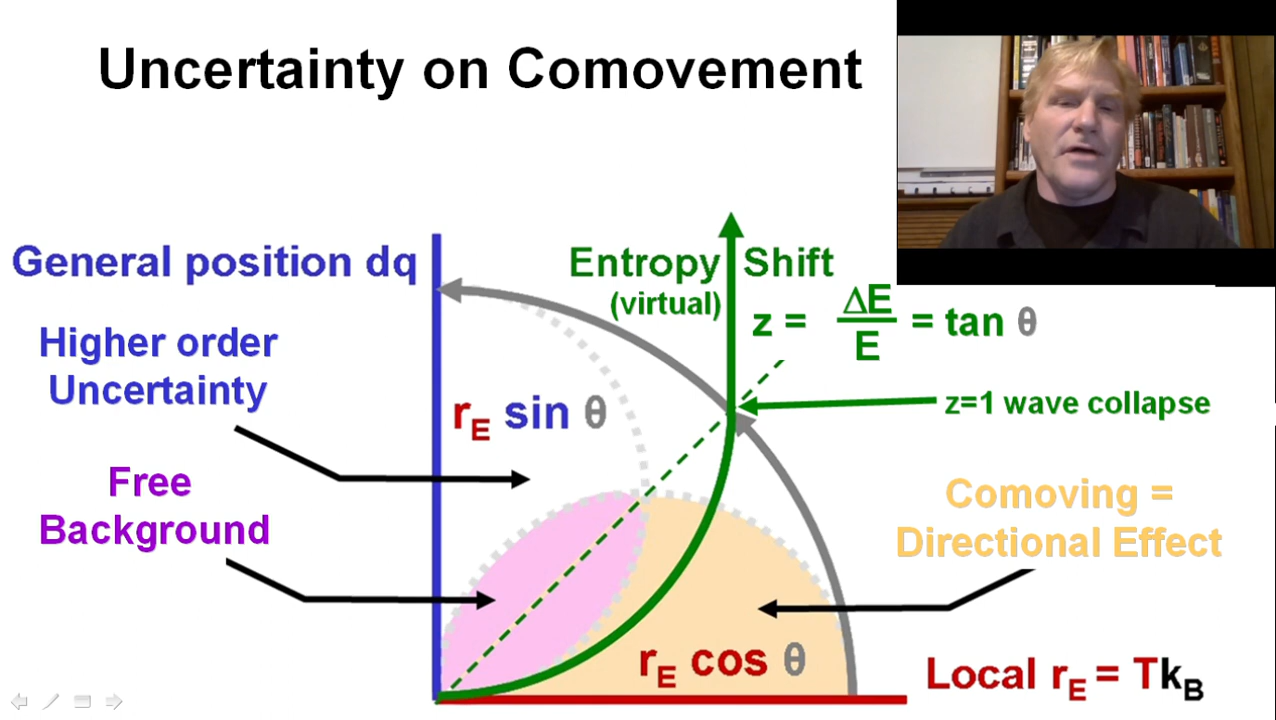 Uncertainty on Comovement
General position dq
Entropy Shift
(virtual)
z = ΔE/E = tan θ
Higher order
Uncertainty
r_E sin θ
z=1 wave collapse
Free
Background
Comoving =
Directional Effect
r_E cos θ
Local r_E = Tk_B